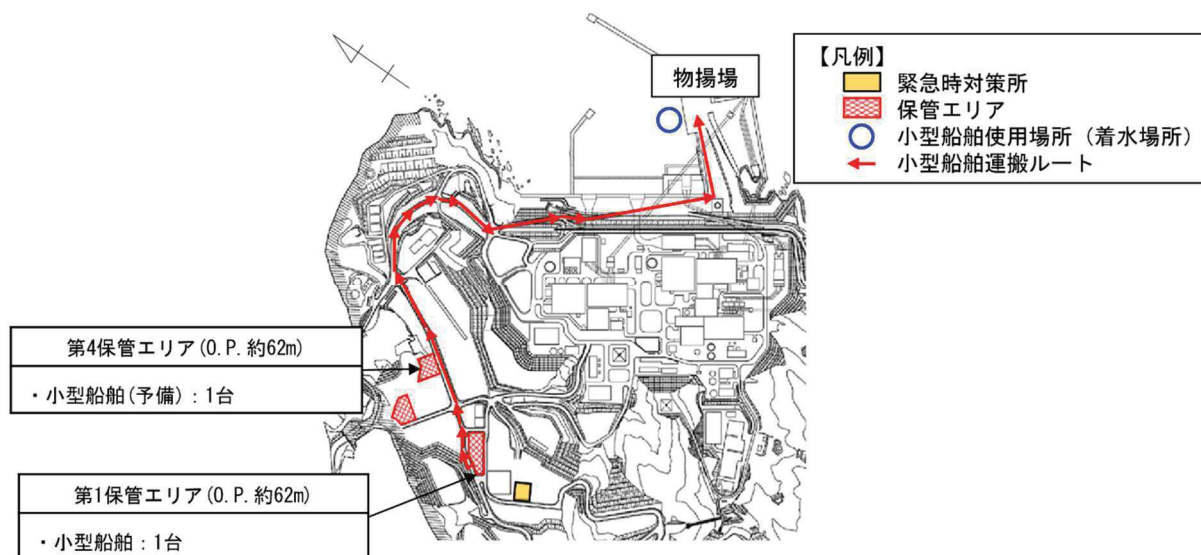 物揚場
【凡例】
緊急時対策所
保管エリア
小型船舶使用場所（着水場所）
小型船舶運搬ルート
第4保管エリア(O.P.約62m)
・小型船舶(予備)：1台
第1保管エリア(O.P.約62m)
・小型船舶：1台